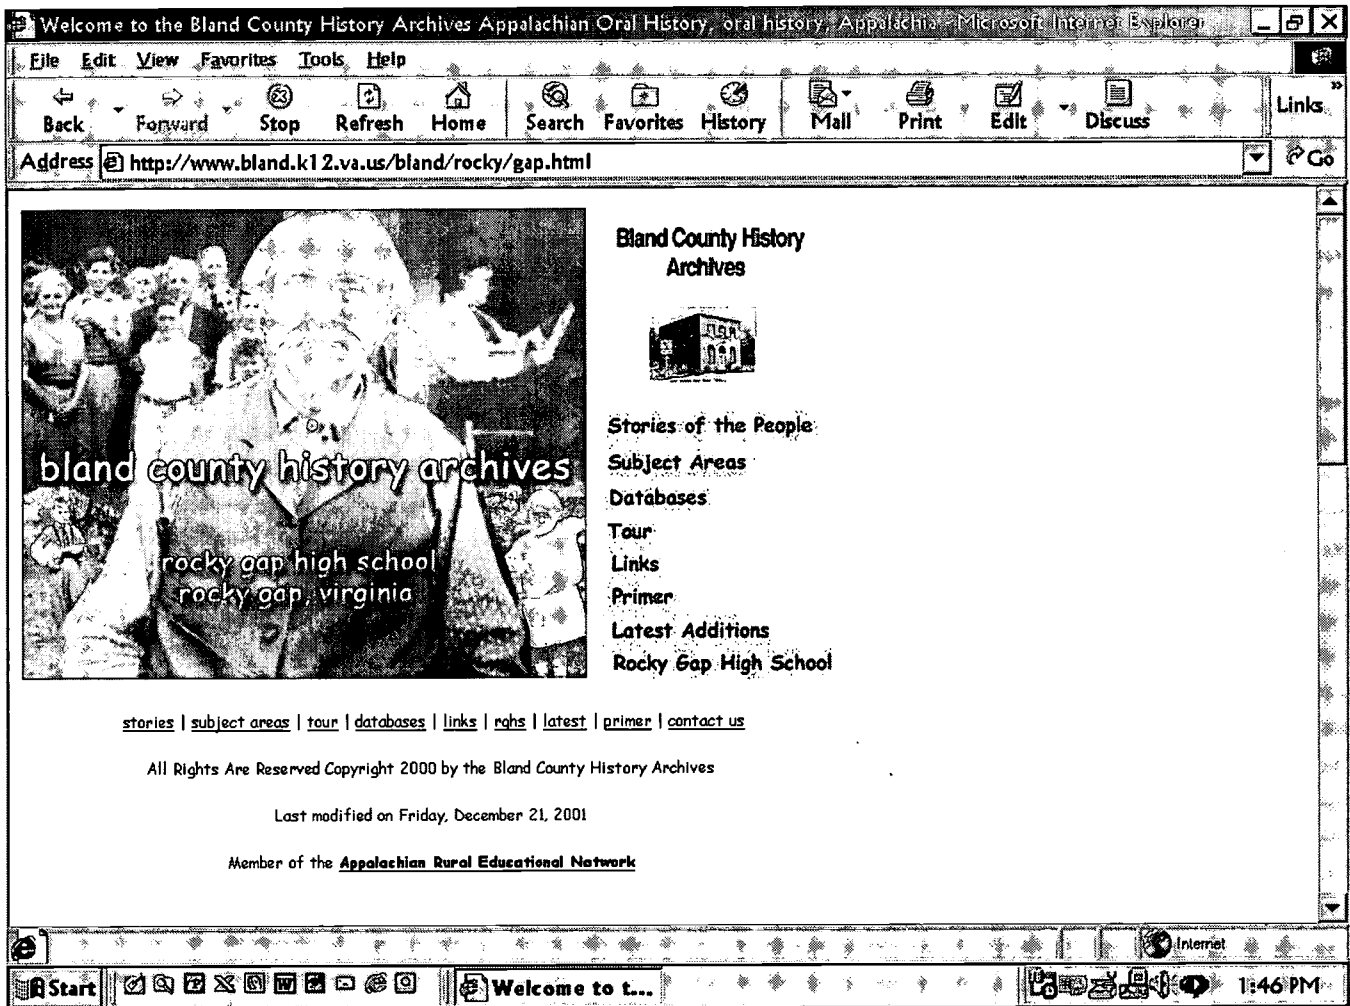 Welcome to the Bland County History Archives Appalachian Oral History, oral history, Appalachia - Microsoft Internet Explorer
File Edit View Favorites Tools Help
Back Forward Stop Refresh Home Search Favorites History Mail Print Edit Discuss Links »
Address http://www.bland.k12.va.us/bland/rocky/gap.html Go
Bland County History
Archives
bland county history archives
rocky gap high school
rocky gap, virginia
Stories of the People
Subject Areas
Databases
Tour
Links
Primer
Latest Additions
Rocky Gap High School
stories | subject areas | tour | databases | links | rghs | latest | primer | contact us
All Rights Are Reserved Copyright 2000 by the Bland County History Archives
Last modified on Friday, December 21, 2001
Member of the Appalachian Rural Educational Network
Internet
Start Welcome to t... 1:46 PM